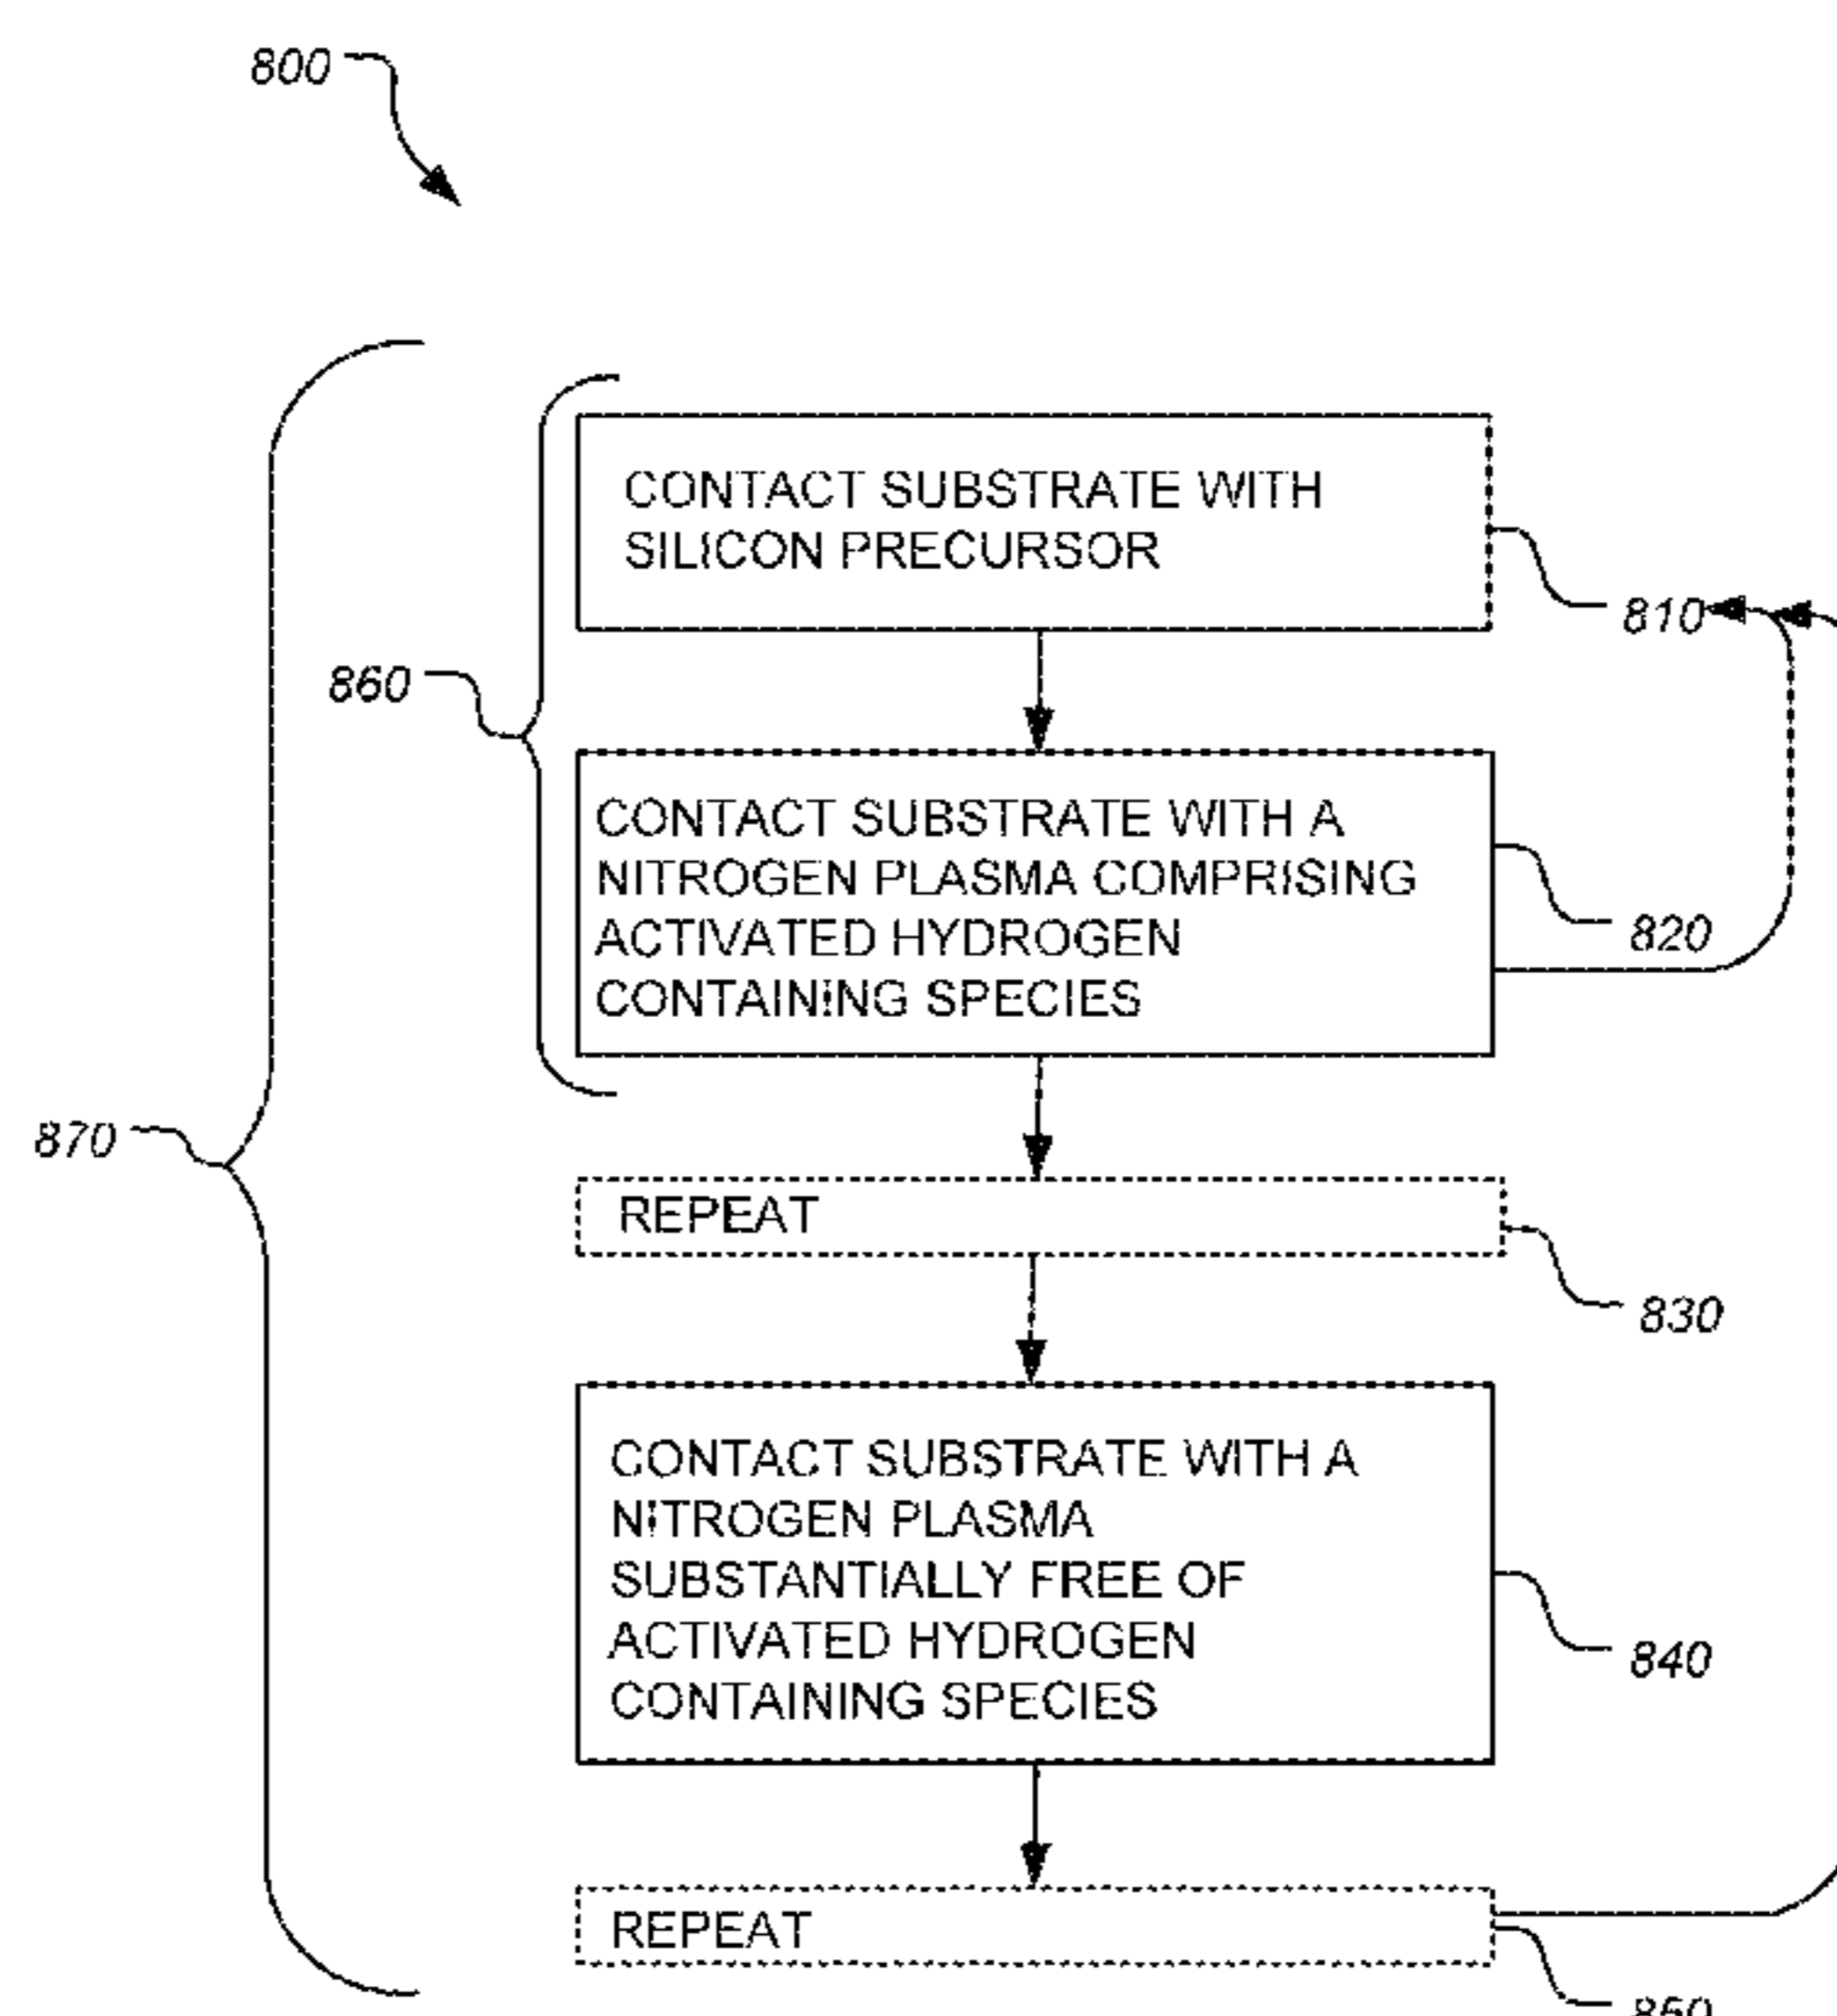 800
CONTACT SUBSTRATE WITH
SILICON PRECURSOR
810
860
CONTACT SUBSTRATE WITH A
NITROGEN PLASMA COMPRISING
ACTIVATED HYDROGEN
CONTAINING SPECIES
820
870
REPEAT
830
CONTACT SUBSTRATE WITH A
NITROGEN PLASMA
SUBSTANTIALLY FREE OF
ACTIVATED HYDROGEN
CONTAINING SPECIES
840
REPEAT